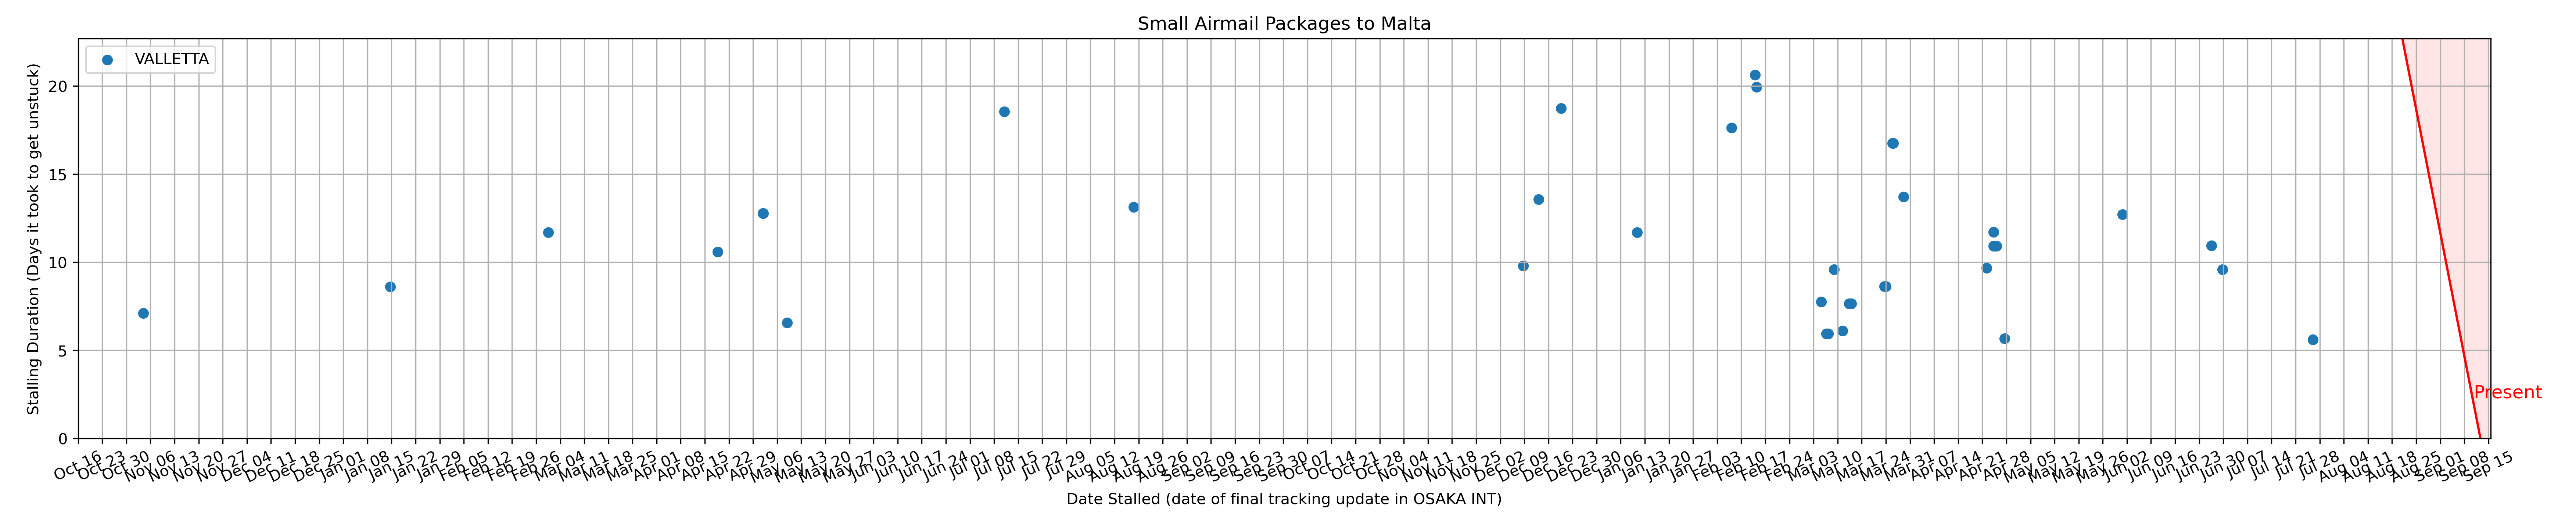 Small Airmail Packages to Malta
VALLETTA
Stalling Duration (Days it took to get unstuck)
20
15
10
5
0
Present
Oct 16
Oct 23
Oct 30
Nov 06
Nov 13
Nov 20
Nov 27
Dec 04
Dec 11
Dec 18
Dec 25
Jan 01
Jan 08
Jan 15
Jan 22
Jan 29
Feb 05
Feb 12
Feb 19
Feb 26
Mar 04
Mar 11
Mar 18
Mar 25
Apr 01
Apr 08
Apr 15
Apr 22
Apr 29
May 06
May 13
May 20
May 27
Jun 03
Jun 10
Jun 17
Jun 24
Jul 01
Jul 08
Jul 15
Jul 22
Jul 29
Aug 05
Aug 12
Aug 19
Aug 26
Sep 02
Sep 09
Sep 16
Sep 23
Sep 30
Oct 07
Oct 14
Oct 21
Oct 28
Nov 04
Nov 11
Nov 18
Nov 25
Dec 02
Dec 09
Dec 16
Dec 23
Dec 30
Jan 06
Jan 13
Jan 20
Jan 27
Feb 03
Feb 10
Feb 17
Feb 24
Mar 03
Mar 10
Mar 17
Mar 24
Mar 31
Apr 07
Apr 14
Apr 21
Apr 28
May 05
May 12
May 19
May 26
Jun 02
Jun 09
Jun 16
Jun 23
Jun 30
Jul 07
Jul 14
Jul 21
Jul 28
Aug 04
Aug 11
Aug 18
Aug 25
Sep 01
Sep 08
Sep 15
Date Stalled (date of final tracking update in OSAKA INT)